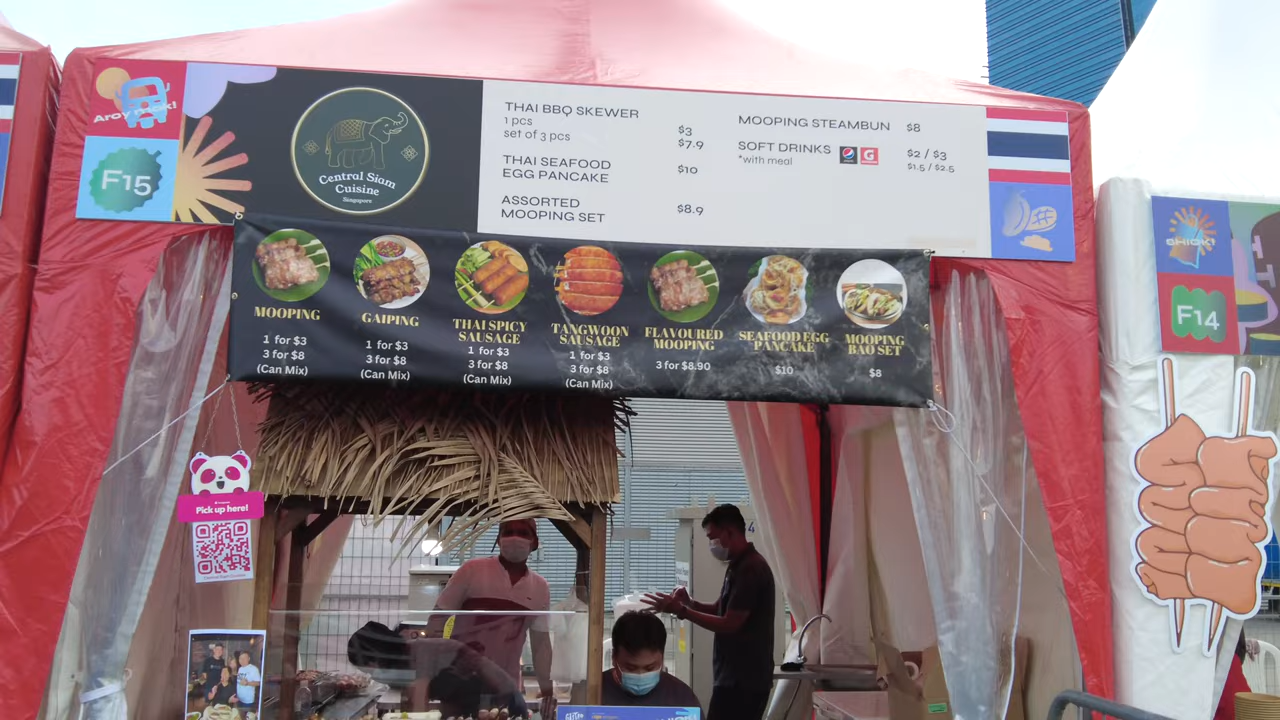 Aroy Mak!
F15
Central Siam
Cuisine
Singapore
THAI BBQ SKEWER
1 pcs $3
set of 3 pcs $7.9
THAI SEAFOOD
EGG PANCAKE $10
ASSORTED
MOOPING SET $8.9
MOOPING STEAMBUN $8
SOFT DRINKS $2 / $3
*with meal $1.5 / $2.5
MOOPING
1 for $3
3 for $8
(Can Mix)
GAIPING
1 for $3
3 for $8
(Can Mix)
THAI SPICY
SAUSAGE
1 for $3
3 for $8
(Can Mix)
TANGWOON
SAUSAGE
1 for $3
3 for $8
(Can Mix)
FLAVOURED
MOOPING
3 for $8.90
SEAFOOD EGG
PANCAKE
$10
MOOPING
BAO SET
$8
SHIOK!
F14
Pick up here!
Central Siam Cuisine